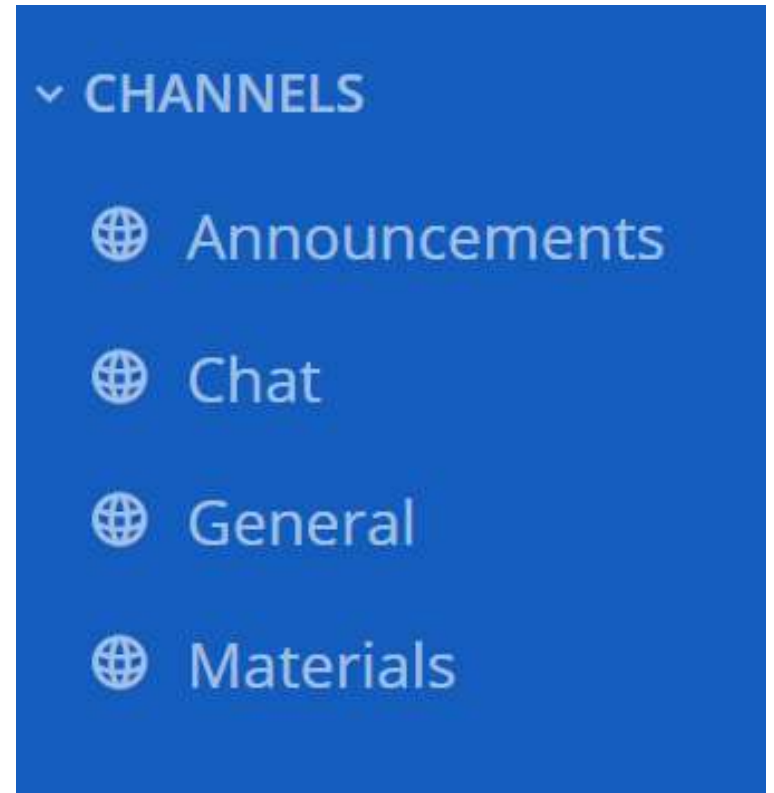 CHANNELS
Announcements
Chat
General
Materials